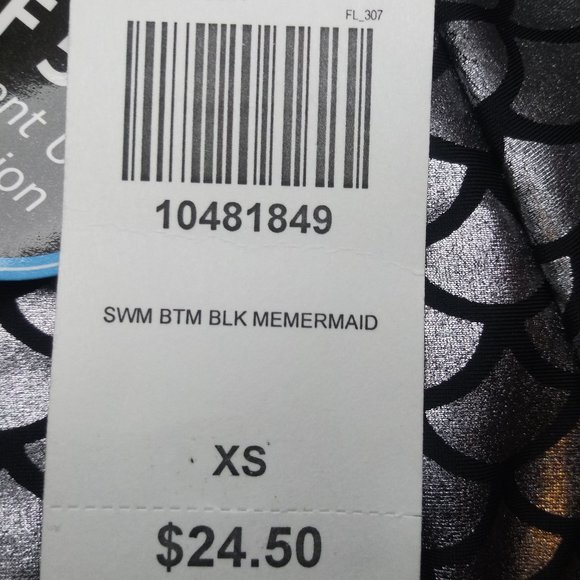 FL_307
10481849
SWM BTM BLK MEMERMAID
XS
$24.50